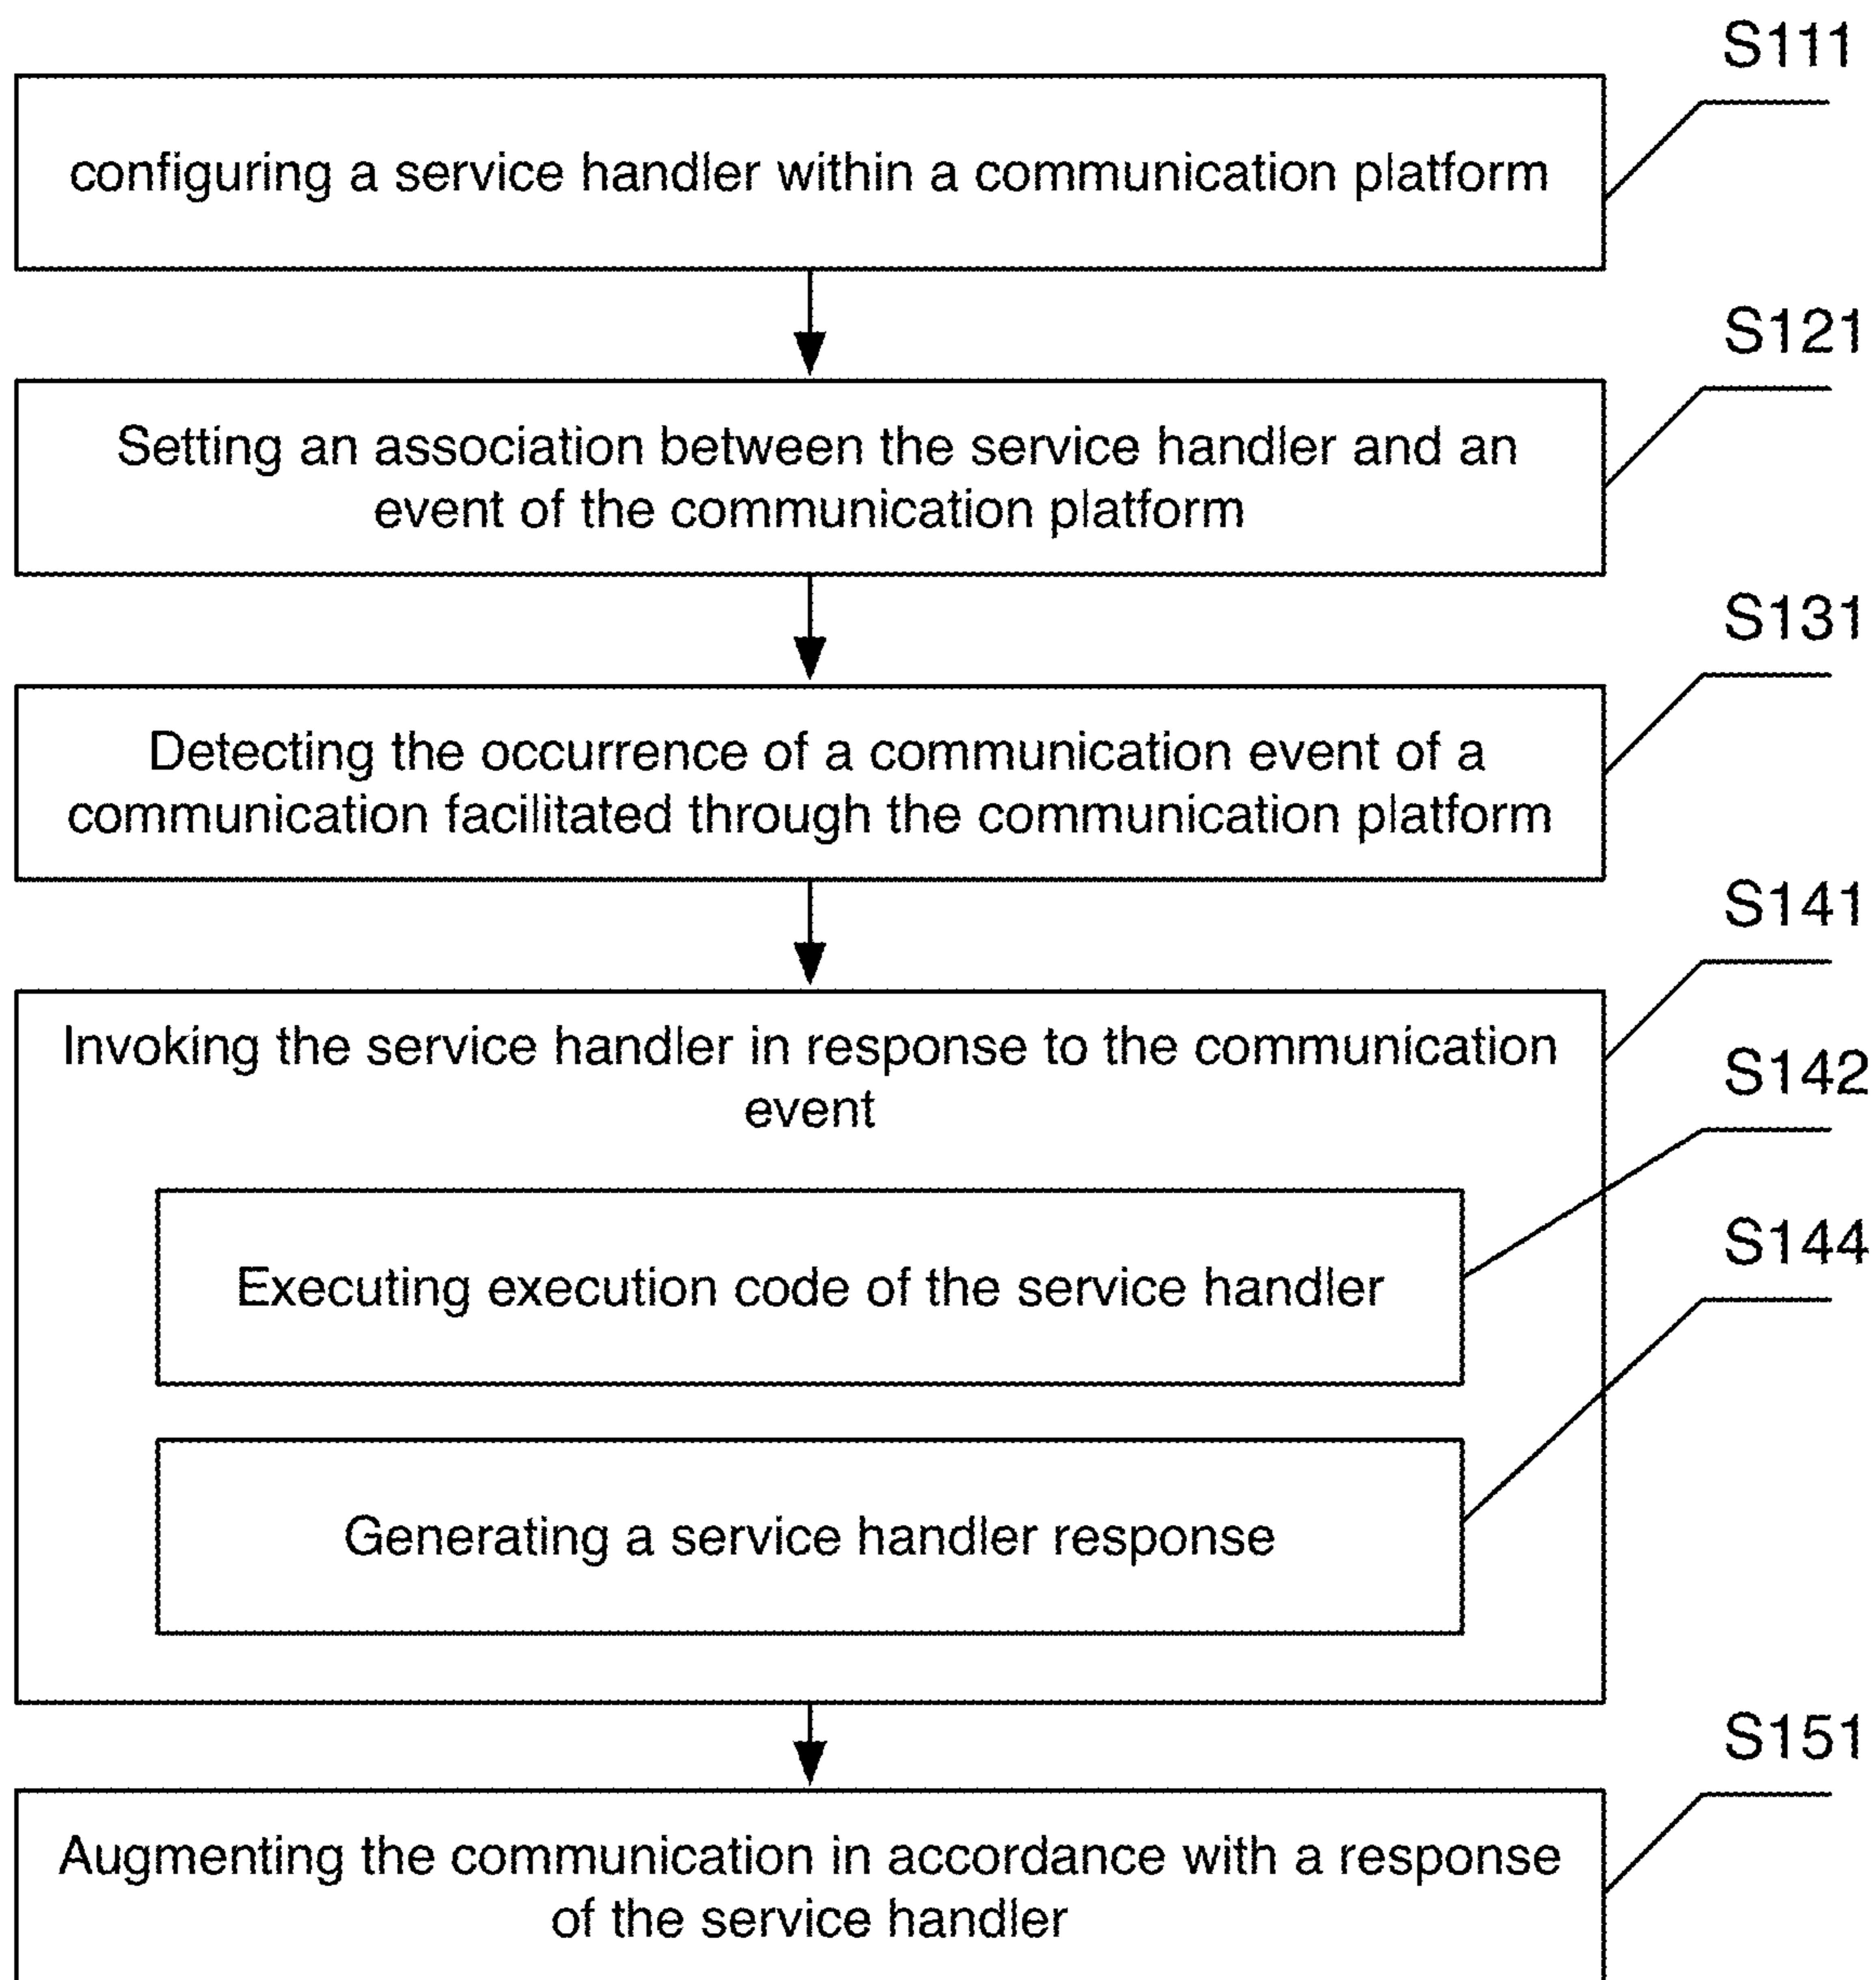 S111
configuring a service handler within a communication platform
S121
Setting an association between the service handler and an
event of the communication platform
S131
Detecting the occurrence of a communication event of a
communication facilitated through the communication platform
S141
Invoking the service handler in response to the communication
event
S142
Executing execution code of the service handler
S144
Generating a service handler response
S151
Augmenting the communication in accordance with a response
of the service handler